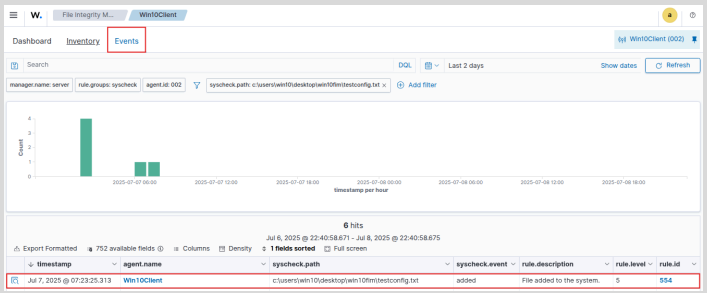 W. File Integrity M... Win10Client a
Dashboard Inventory Events Win10Client (002)
Search DQL Last 2 days Show dates Refresh
manager.name: server rule.groups: syscheck agent.id: 002 syscheck.path: c:\users\win10\desktop\win10fim\testconfig.txt × Add filter
4
3
2
1
0
Count
2025-07-07 06:00 2025-07-07 12:00 2025-07-07 18:00 2025-07-08 00:00 2025-07-08 06:00 2025-07-08 12:00 2025-07-08 18:00
timestamp per hour
6 hits
Jul 6, 2025 @ 22:40:58.671 - Jul 8, 2025 @ 22:40:58.675
Export Formatted 752 available fields Columns Density 1 fields sorted Full screen
timestamp agent.name syscheck.path syscheck.event rule.description rule.level rule.id
Jul 7, 2025 @ 07:23:25.313 Win10Client c:\users\win10\desktop\win10fim\testconfig.txt added File added to the system. 5 554